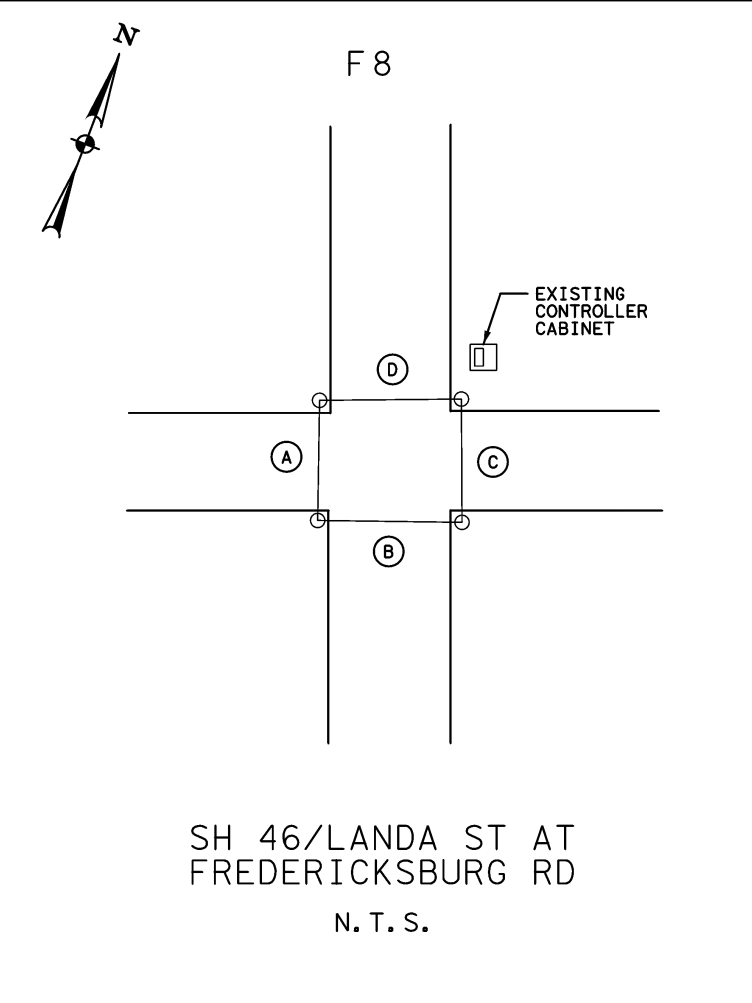 N
F8
EXISTING
CONTROLLER
CABINET
D
A
C
B
SH 46/LANDA ST AT
FREDERICKSBURG RD
N.T.S.